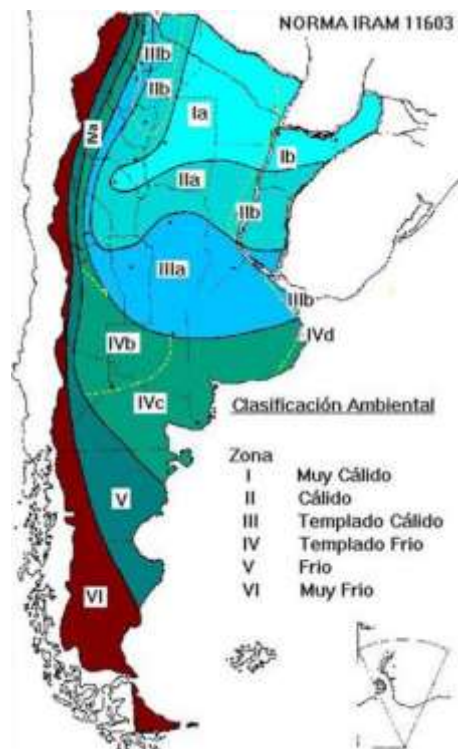 NORMA IRAM 11603
IIIb
IIb
Ia
IVa
Ib
IIa
IIb
IIIa
IIIb
IVb
IVd
IVc
Clasificación Ambiental
Zona
I Muy Cálido
II Cálido
III Templado Cálido
IV Templado Frio
V Frio
VI Muy Frio
V
VI